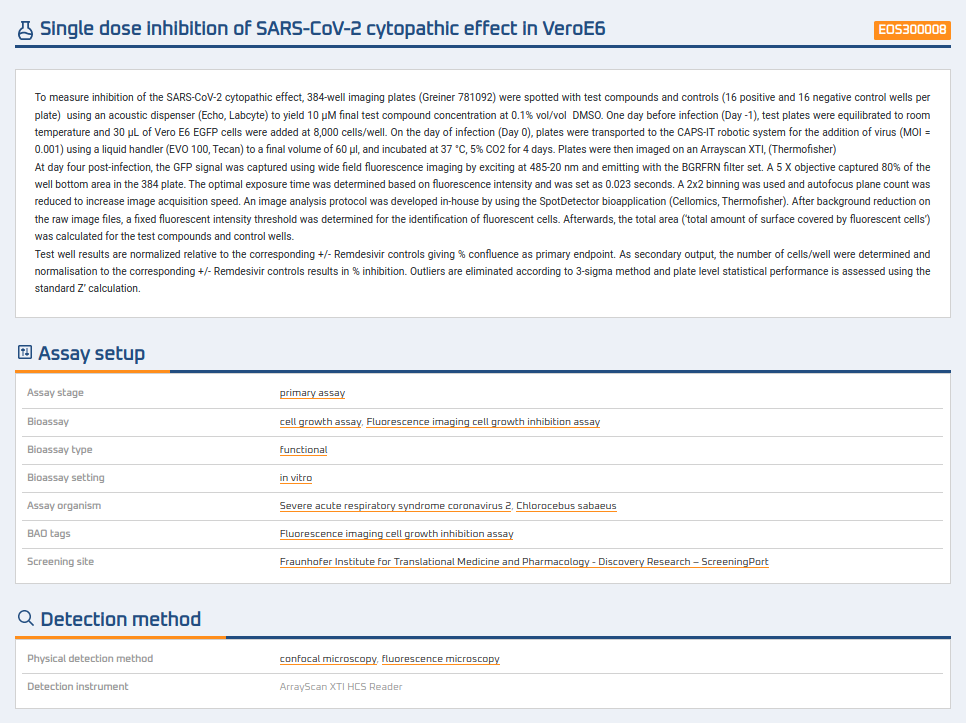 Single dose inhibition of SARS-CoV-2 cytopathic effect in VeroE6
EOS300008
To measure inhibition of the SARS-CoV-2 cytopathic effect, 384-well imaging plates (Greiner 781092) were spotted with test compounds and controls (16 positive and 16 negative control wells per
plate) using an acoustic dispenser (Echo, Labcyte) to yield 10 µM final test compound concentration at 0.1% vol/vol DMSO. One day before infection (Day -1), test plates were equilibrated to room
temperature and 30 µL of Vero E6 EGFP cells were added at 8,000 cells/well. On the day of infection (Day 0), plates were transported to the CAPS-IT robotic system for the addition of virus (MOI =
0.001) using a liquid handler (EVO 100, Tecan) to a final volume of 60 µl, and incubated at 37 °C, 5% CO2 for 4 days. Plates were then imaged on an Arrayscan XTI, (Thermofisher)
At day four post-infection, the GFP signal was captured using wide field fluorescence imaging by exciting at 485-20 nm and emitting with the BGRFRN filter set. A 5 X objective captured 80% of the
well bottom area in the 384 plate. The optimal exposure time was determined based on fluorescence intensity and was set as 0.023 seconds. A 2x2 binning was used and autofocus plane count was
reduced to increase image acquisition speed. An image analysis protocol was developed in-house by using the SpotDetector bioapplication (Cellomics, Thermofisher). After background reduction on
the raw image files, a fixed fluorescent intensity threshold was determined for the identification of fluorescent cells. Afterwards, the total area ('total amount of surface covered by fluorescent cells')
was calculated for the test compounds and control wells.
Test well results are normalized relative to the corresponding +/- Remdesivir controls giving % confluence as primary endpoint. As secondary output, the number of cells/well were determined and
normalisation to the corresponding +/- Remdesivir controls results in % inhibition. Outliers are eliminated according to 3-sigma method and plate level statistical performance is assessed using the
standard Z' calculation.
Assay setup
Assay stage primary assay
Bioassay cell growth assay, Fluorescence imaging cell growth inhibition assay
Bioassay type functional
Bioassay setting in vitro
Assay organism Severe acute respiratory syndrome coronavirus 2, Chlorocebus sabaeus
BAO tags Fluorescence imaging cell growth inhibition assay
Screening site Fraunhofer Institute for Translational Medicine and Pharmacology - Discovery Research – ScreeningPort
Detection method
Physical detection method confocal microscopy, fluorescence microscopy
Detection instrument ArrayScan XTI HCS Reader